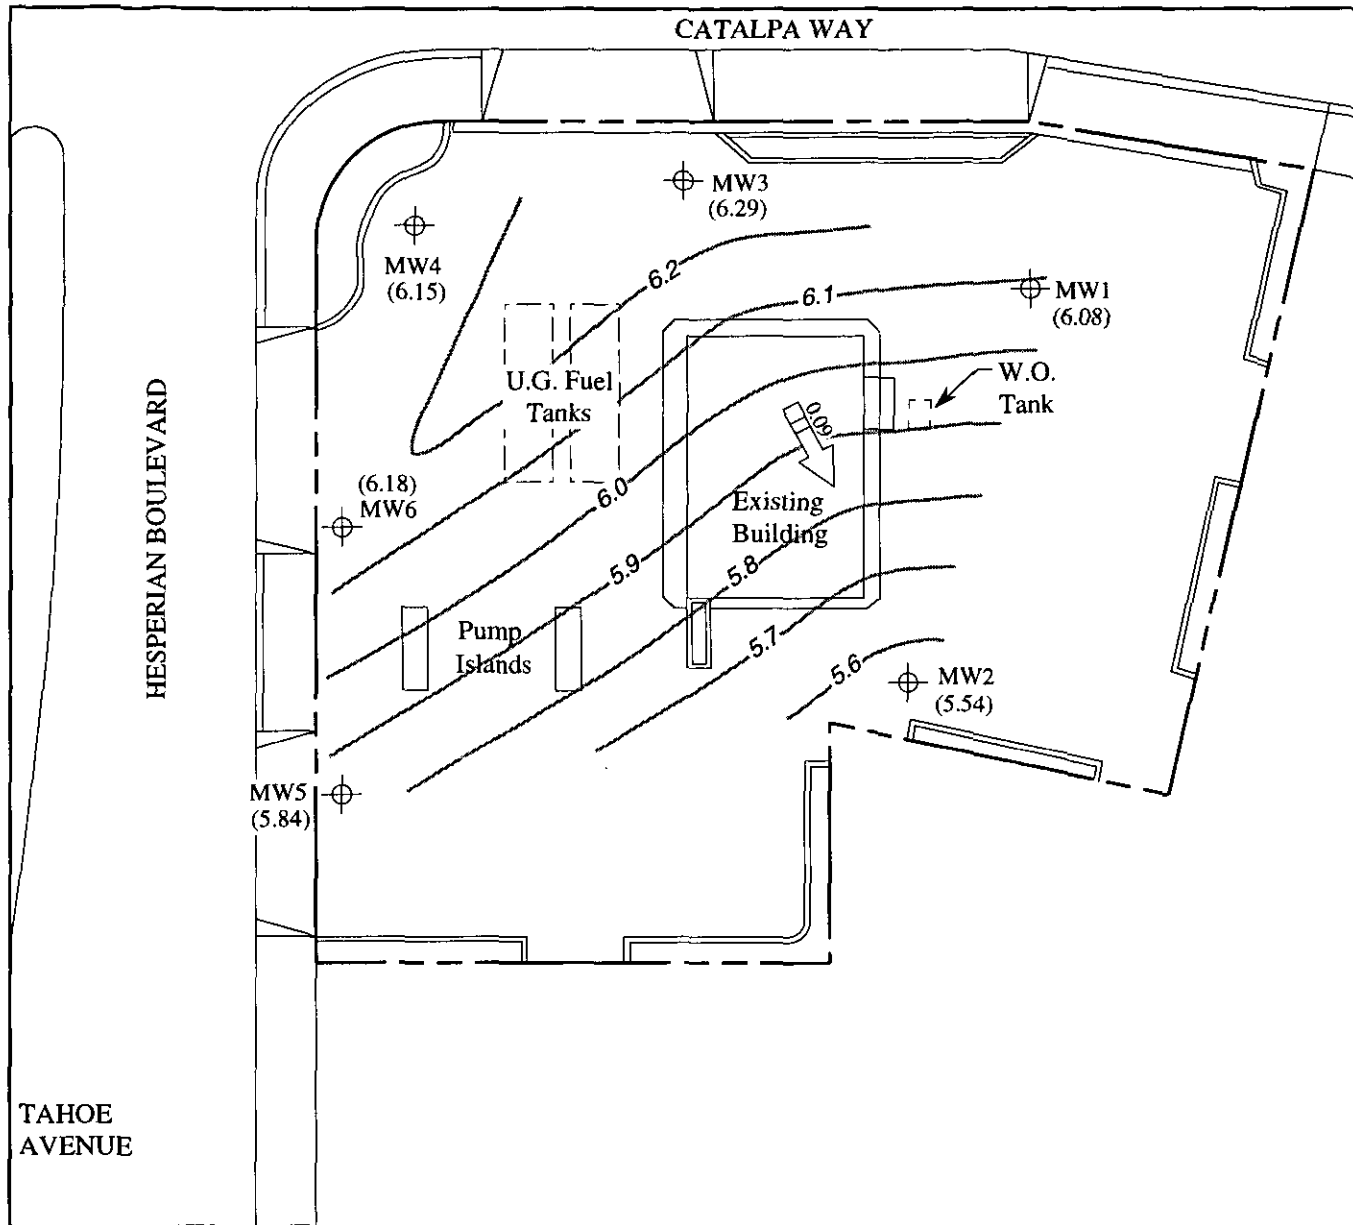 CATALPA WAY
MW3
(6.29)
MW4
(6.15)
6.2
6.1
MW1
(6.08)
U.G. Fuel
Tanks
W.O.
Tank
0.09
HESPERIAN BOULEVARD
(6.18)
MW6
6.0
Existing
Building
5.9
5.8
Pump
Islands
5.7
5.6
MW2
(5.54)
MW5
(5.84)
TAHOE
AVENUE